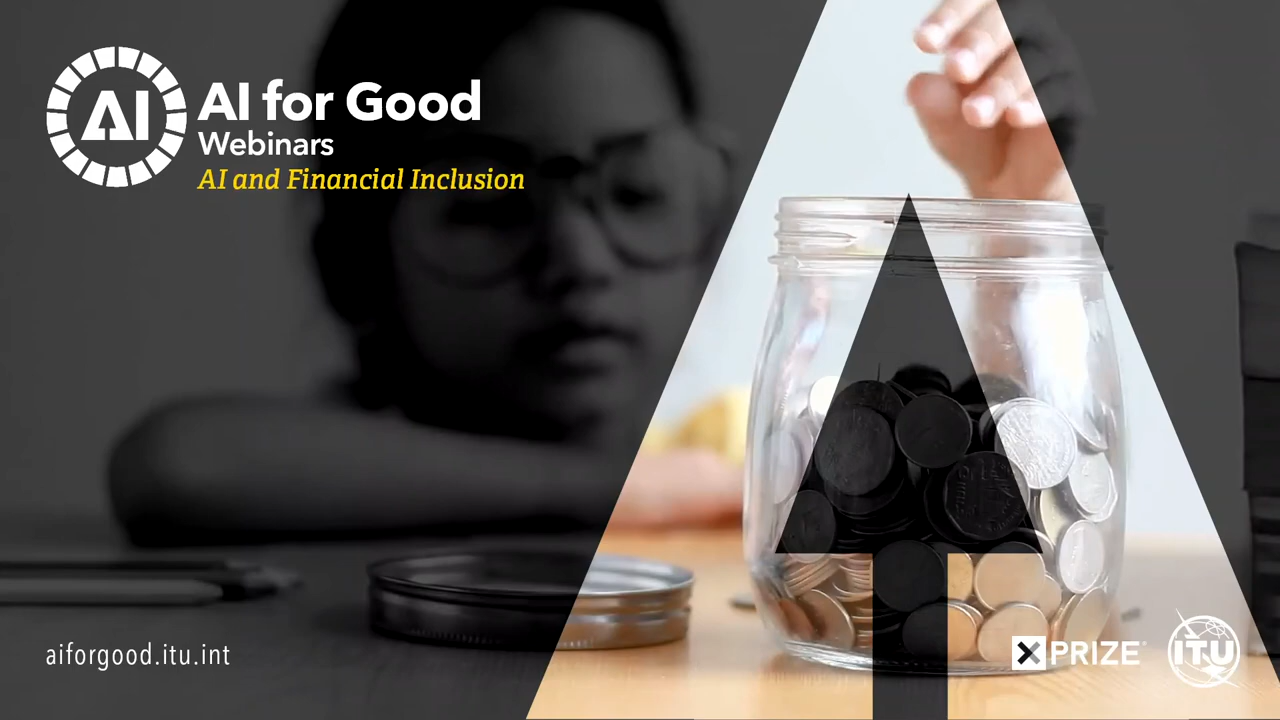 AI
AI for Good
Webinars
AI and Financial Inclusion
aiforgood.itu.int
XPRIZE
ITU